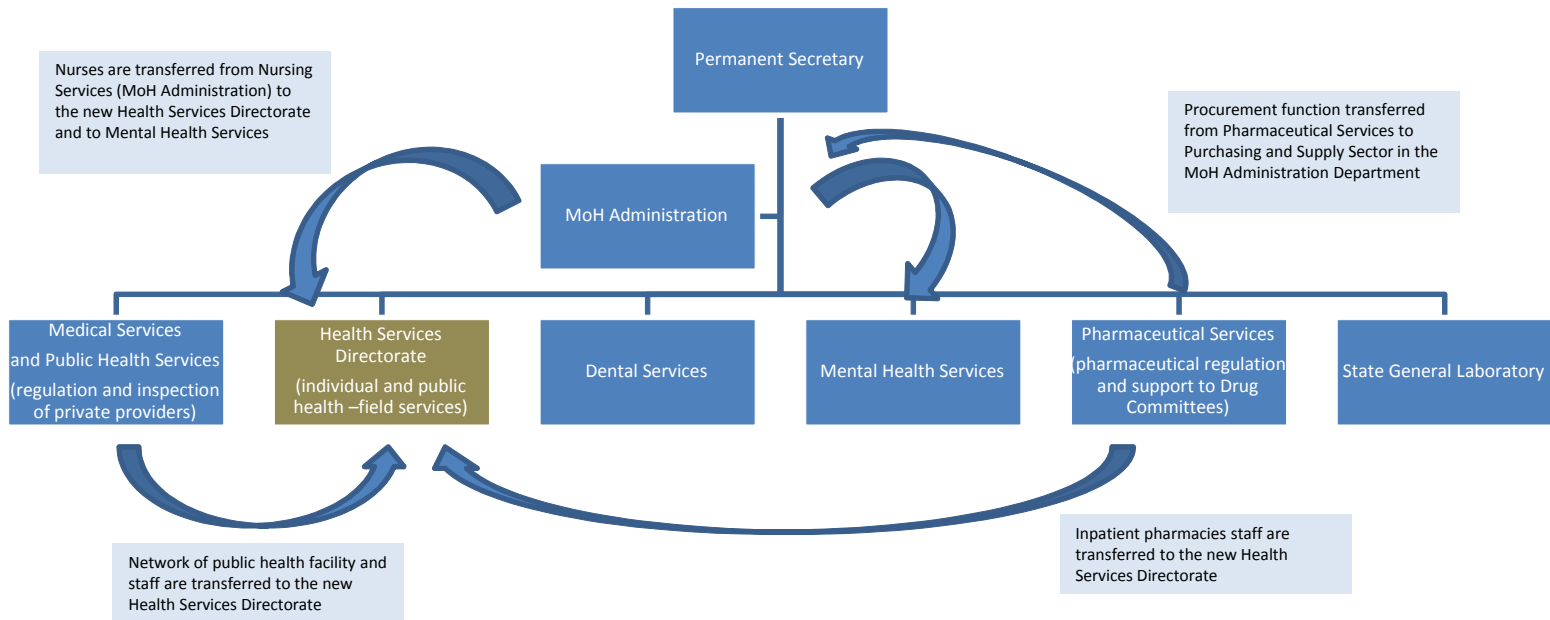 Permanent Secretary
Nurses are transferred from Nursing
Services (MoH Administration) to
the new Health Services Directorate
and to Mental Health Services
Procurement function transferred
from Pharmaceutical Services to
Purchasing and Supply Sector in the
MoH Administration Department
MoH Administration
Medical Services
and Public Health Services
(regulation and inspection
of private providers)
Health Services
Directorate
(individual and public
health –field services)
Dental Services
Mental Health Services
Pharmaceutical Services
(pharmaceutical regulation
and support to Drug
Committees)
State General Laboratory
Network of public health facility and
staff are transferred to the new
Health Services Directorate
Inpatient pharmacies staff are
transferred to the new Health
Services Directorate